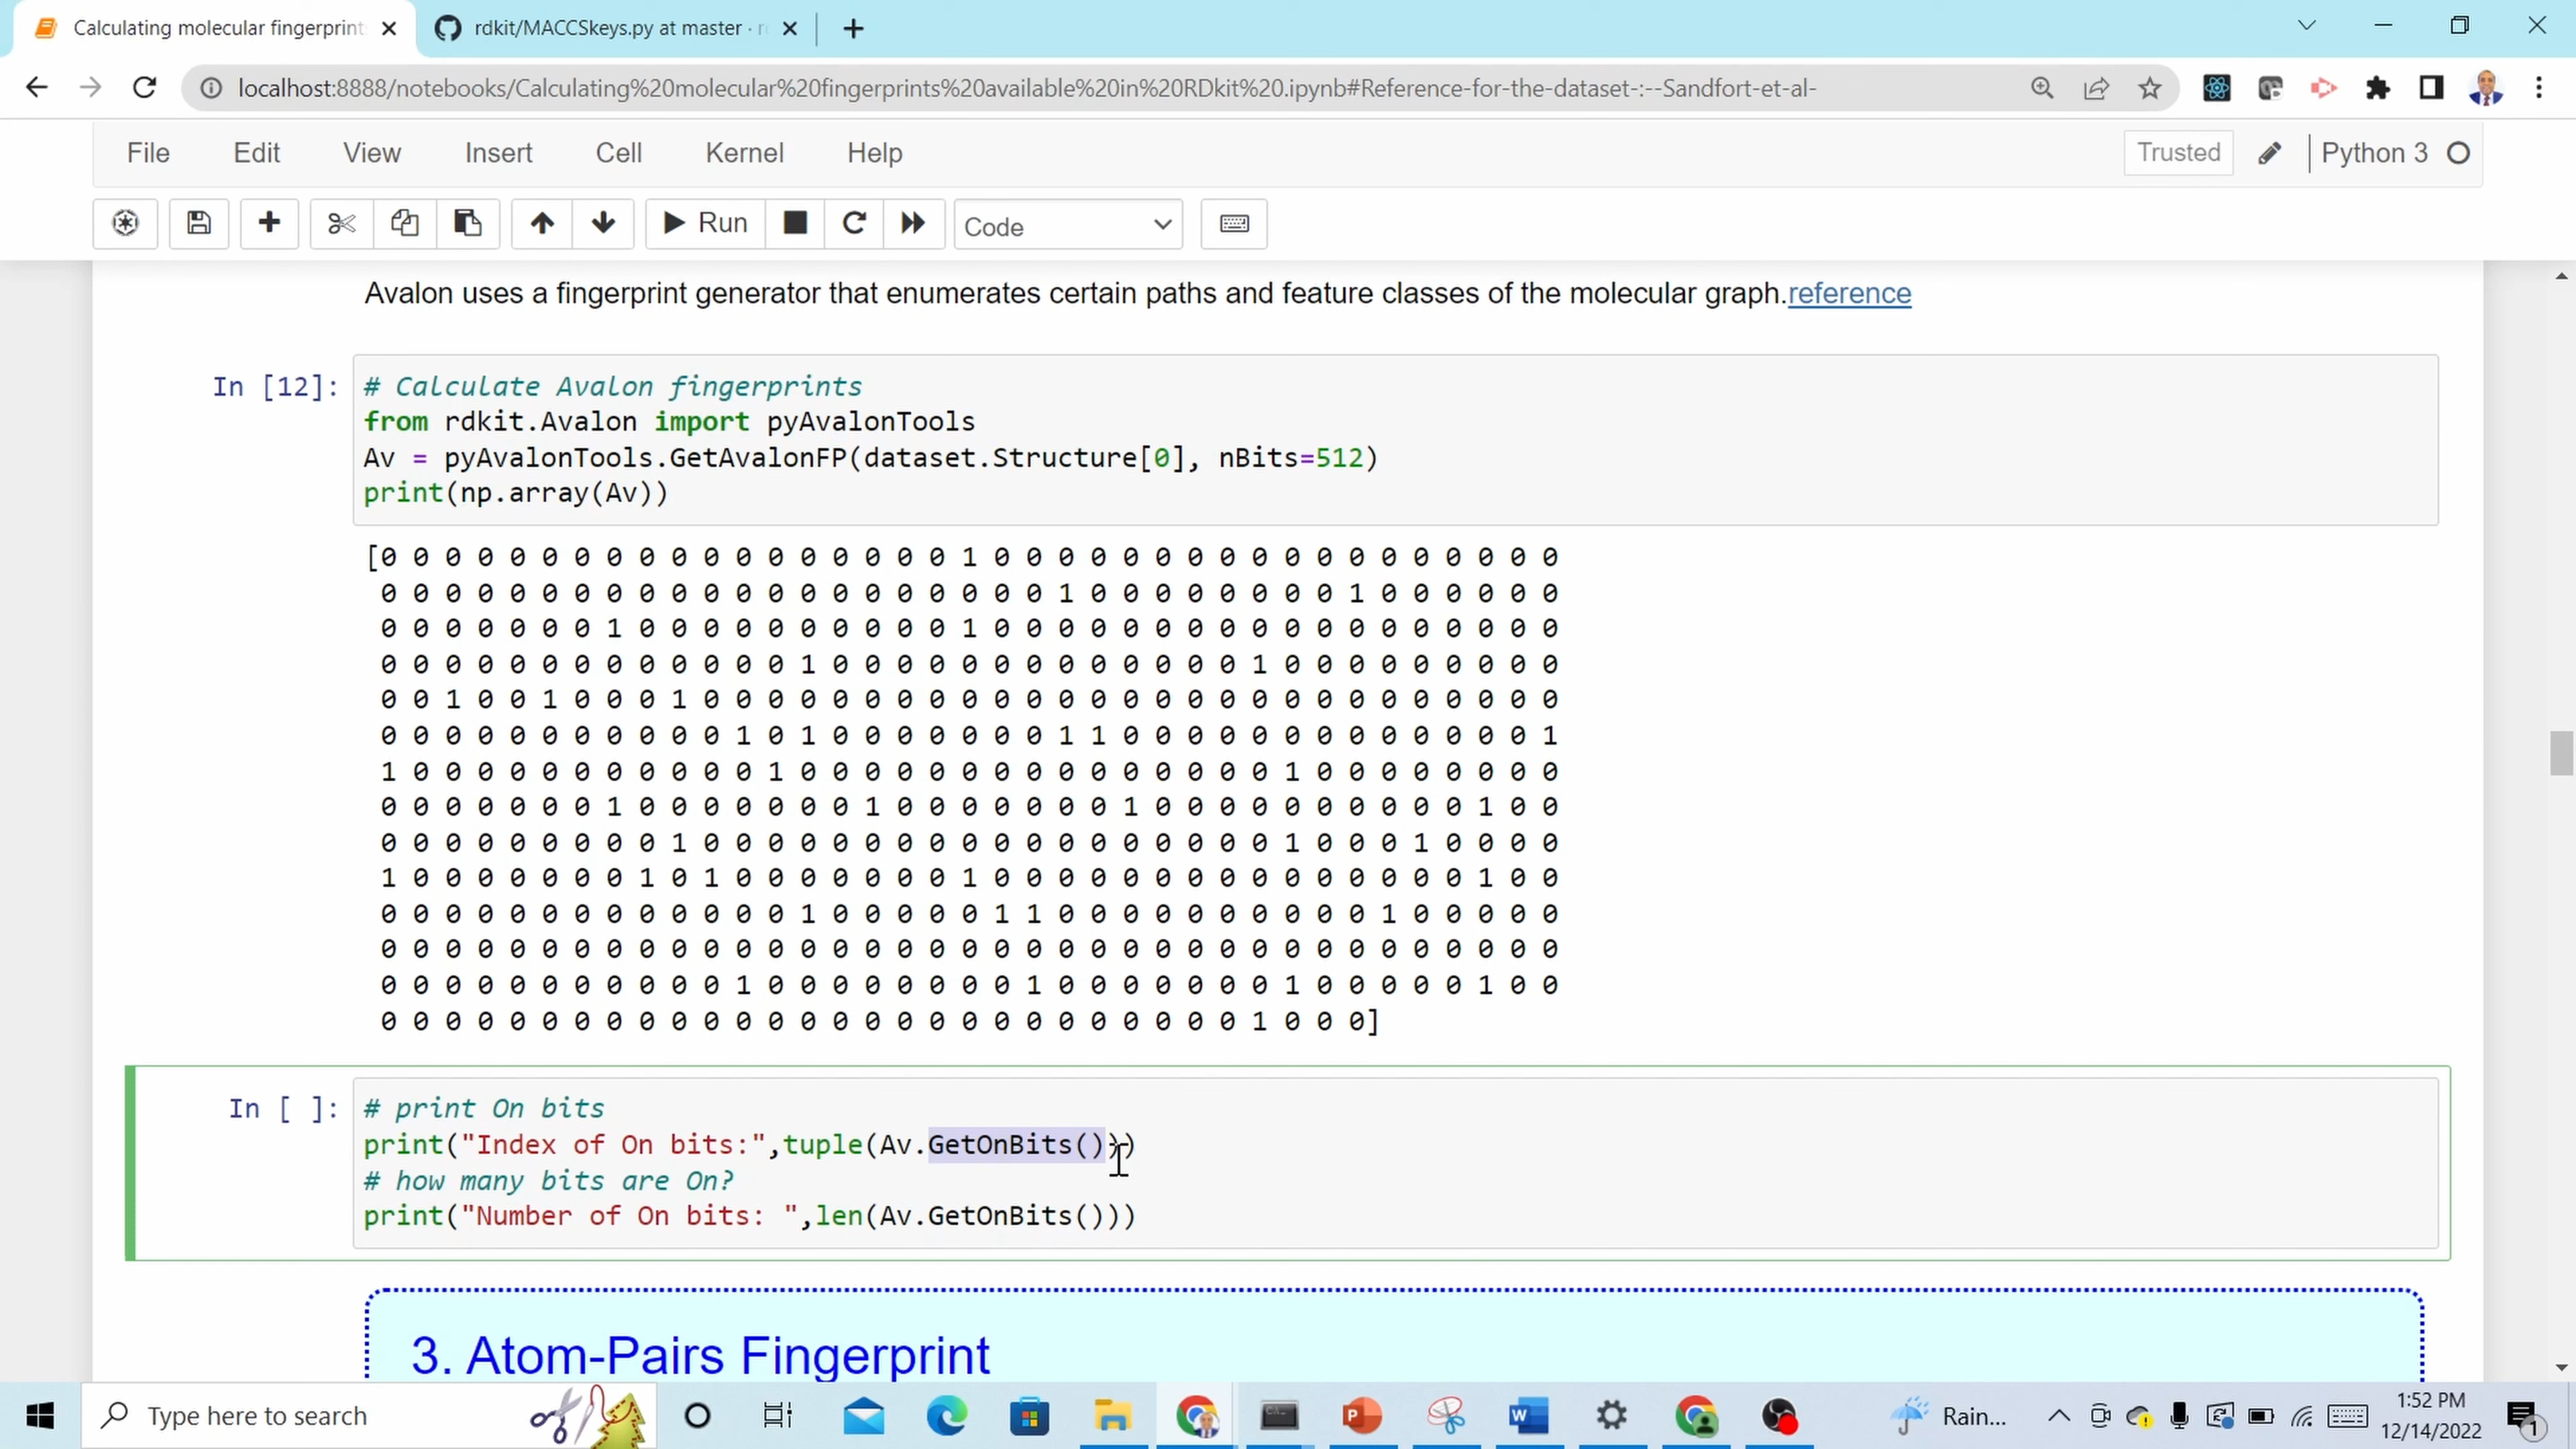 Calculating molecular fingerprint
rdkit/MACCSkeys.py at master · r
localhost:8888/notebooks/Calculating%20molecular%20fingerprints%20available%20in%20RDkit%20.ipynb#Reference-for-the-dataset-:--Sandfort-et-al-
File Edit View Insert Cell Kernel Help Trusted Python 3
Run Code
Avalon uses a fingerprint generator that enumerates certain paths and feature classes of the molecular graph.reference
In [12]: # Calculate Avalon fingerprints
from rdkit.Avalon import pyAvalonTools
Av = pyAvalonTools.GetAvalonFP(dataset.Structure[0], nBits=512)
print(np.array(Av))
[0 0 0 0 0 0 0 0 0 0 0 0 0 0 0 0 0 0 1 0 0 0 0 0 0 0 0 0 0 0 0 0 0 0 0 0 0
0 0 0 0 0 0 0 0 0 0 0 0 0 0 0 0 0 0 0 0 0 1 0 0 0 0 0 0 0 0 1 0 0 0 0 0 0
0 0 0 0 0 0 0 1 0 0 0 0 0 0 0 0 0 0 1 0 0 0 0 0 0 0 0 0 0 0 0 0 0 0 0 0 0
0 0 0 0 0 0 0 0 0 0 0 0 0 1 0 0 0 0 0 0 0 0 0 0 0 0 0 1 0 0 0 0 0 0 0 0 0
0 0 1 0 0 1 0 0 0 1 0 0 0 0 0 0 0 0 0 0 0 0 0 0 0 0 0 0 0 0 0 0 0 0 0 0 0
0 0 0 0 0 0 0 0 0 0 0 1 0 1 0 0 0 0 0 0 0 1 1 0 0 0 0 0 0 0 0 0 0 0 0 0 1
1 0 0 0 0 0 0 0 0 0 0 0 1 0 0 0 0 0 0 0 0 0 0 0 0 0 0 0 1 0 0 0 0 0 0 0 0
0 0 0 0 0 0 0 1 0 0 0 0 0 0 0 1 0 0 0 0 0 0 0 1 0 0 0 0 0 0 0 0 0 0 1 0 0
0 0 0 0 0 0 0 0 0 1 0 0 0 0 0 0 0 0 0 0 0 0 0 0 0 0 0 0 1 0 0 0 1 0 0 0 0
1 0 0 0 0 0 0 0 1 0 1 0 0 0 0 0 0 0 1 0 0 0 0 0 0 0 0 0 0 0 0 0 0 0 1 0 0
0 0 0 0 0 0 0 0 0 0 0 0 0 1 0 0 0 0 0 1 1 0 0 0 0 0 0 0 0 0 0 1 0 0 0 0 0
0 0 0 0 0 0 0 0 0 0 0 0 0 0 0 0 0 0 0 0 0 0 0 0 0 0 0 0 0 0 0 0 0 0 0 0 0
0 0 0 0 0 0 0 0 0 0 0 1 0 0 0 0 0 0 0 0 1 0 0 0 0 0 0 0 1 0 0 0 0 0 1 0 0
0 0 0 0 0 0 0 0 0 0 0 0 0 0 0 0 0 0 0 0 0 0 0 0 0 0 0 1 0 0 0]
In [ ]: # print On bits
print("Index of On bits:",tuple(Av.GetOnBits()))
# how many bits are On?
print("Number of On bits: ",len(Av.GetOnBits()))
3. Atom-Pairs Fingerprint
Type here to search
Rain...
1:52 PM
12/14/2022
1